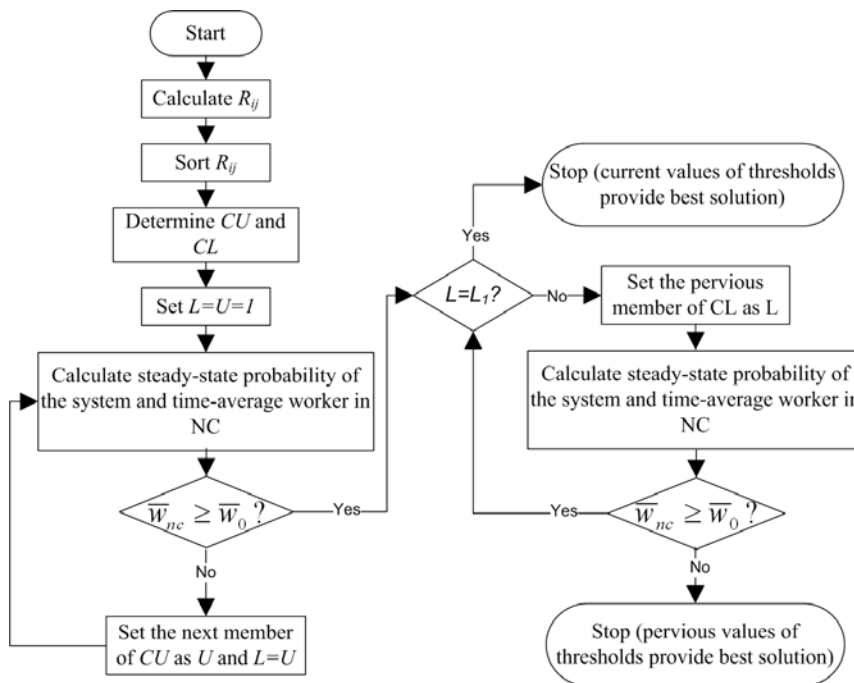 Start
Calculate R_ij
Sort R_ij
Determine CU and
CL
Set L=U=1
Calculate steady-state probability of
the system and time-average worker in
NC
w̅_nc ≥ w̅_0 ?
Yes
No
Set the next member
of CU as U and L=U
Stop (current values of thresholds
provide best solution)
Yes
L=L_1?
No
Set the pervious
member of CL as L
Calculate steady-state probability of
the system and time-average worker in
NC
w̅_nc ≥ w̅_0 ?
Yes
No
Stop (pervious values of
thresholds provide best solution)